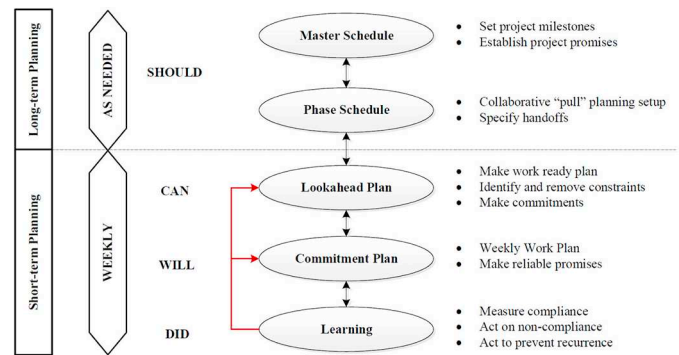 Long-term Planning
AS NEEDED
SHOULD
Master Schedule
• Set project milestones
• Establish project promises
Phase Schedule
• Collaborative “pull” planning setup
• Specify handoffs
Short-term Planning
WEEKLY
CAN
Lookahead Plan
• Make work ready plan
• Identify and remove constraints
• Make commitments
WILL
Commitment Plan
• Weekly Work Plan
• Make reliable promises
DID
Learning
• Measure compliance
• Act on non-compliance
• Act to prevent recurrence